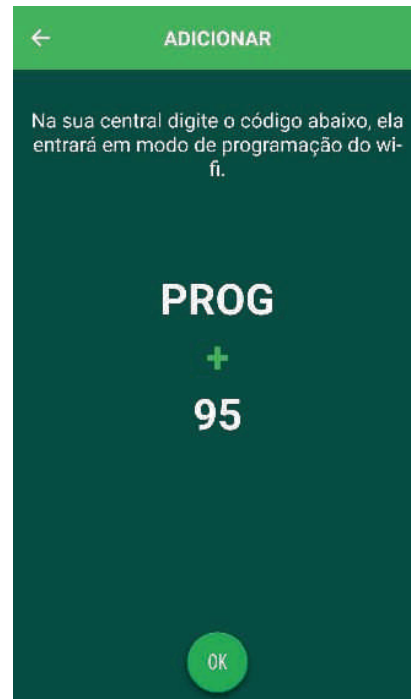 ADICIONAR
Na sua central digite o código abaixo, ela
entrará em modo de programação do wi-
fi.
PROG
+
95
OK